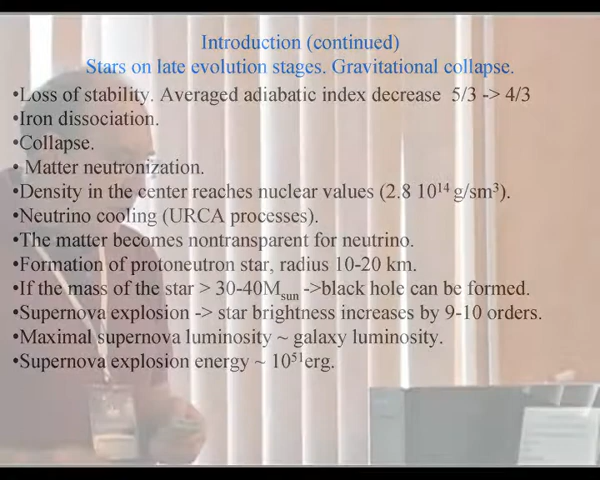 Introduction (continued)
Stars on late evolution stages. Gravitational collapse.
•Loss of stability. Averaged adiabatic index decrease 5/3 -> 4/3
•Iron dissociation.
•Collapse.
• Matter neutronization.
•Density in the center reaches nuclear values (2.8 10¹⁴ g/sm³).
•Neutrino cooling (URCA processes).
•The matter becomes nontransparent for neutrino.
•Formation of protoneutron star, radius 10-20 km.
•If the mass of the star > 30-40Msun ->black hole can be formed.
•Supernova explosion -> star brightness increases by 9-10 orders.
•Maximal supernova luminosity ~ galaxy luminosity.
•Supernova explosion energy ~ 10⁵¹erg.